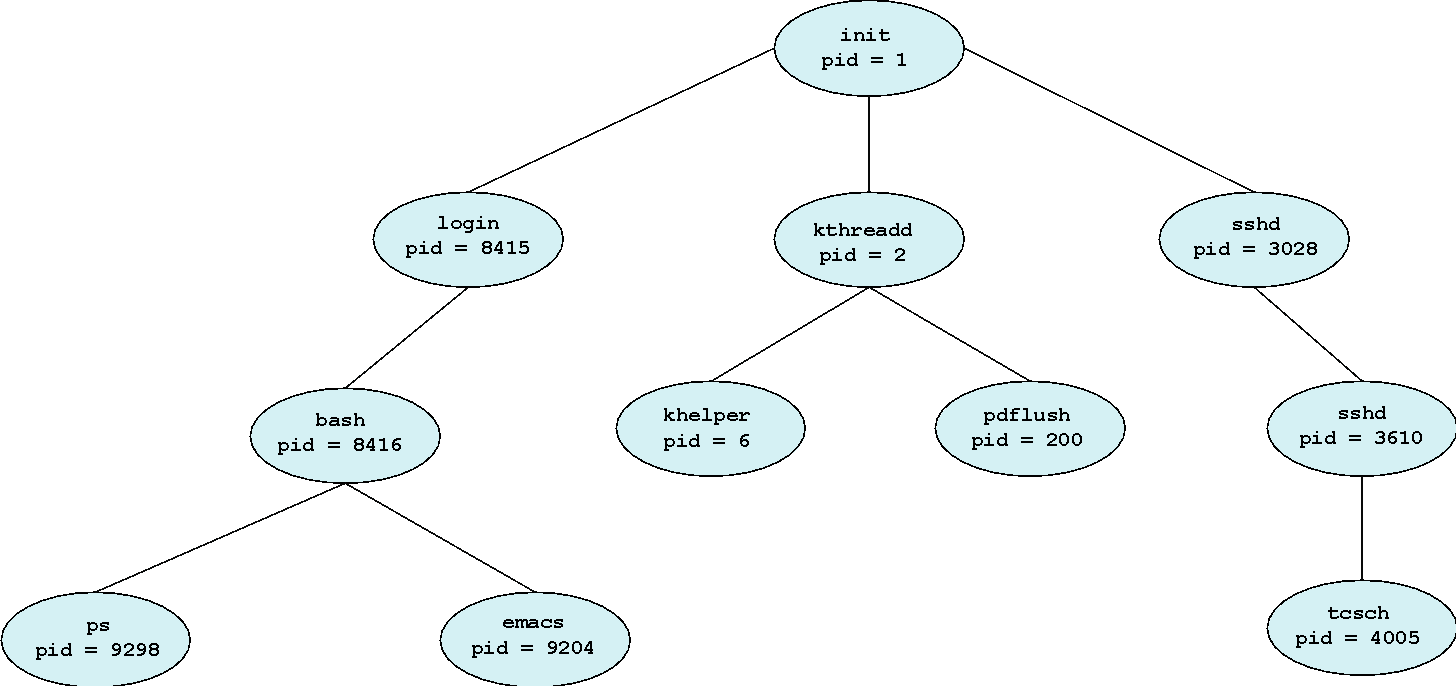 init
pid = 1
login
pid = 8415
kthreadd
pid = 2
sshd
pid = 3028
bash
pid = 8416
khelper
pid = 6
pdflush
pid = 200
sshd
pid = 3610
ps
pid = 9298
emacs
pid = 9204
tcsch
pid = 4005